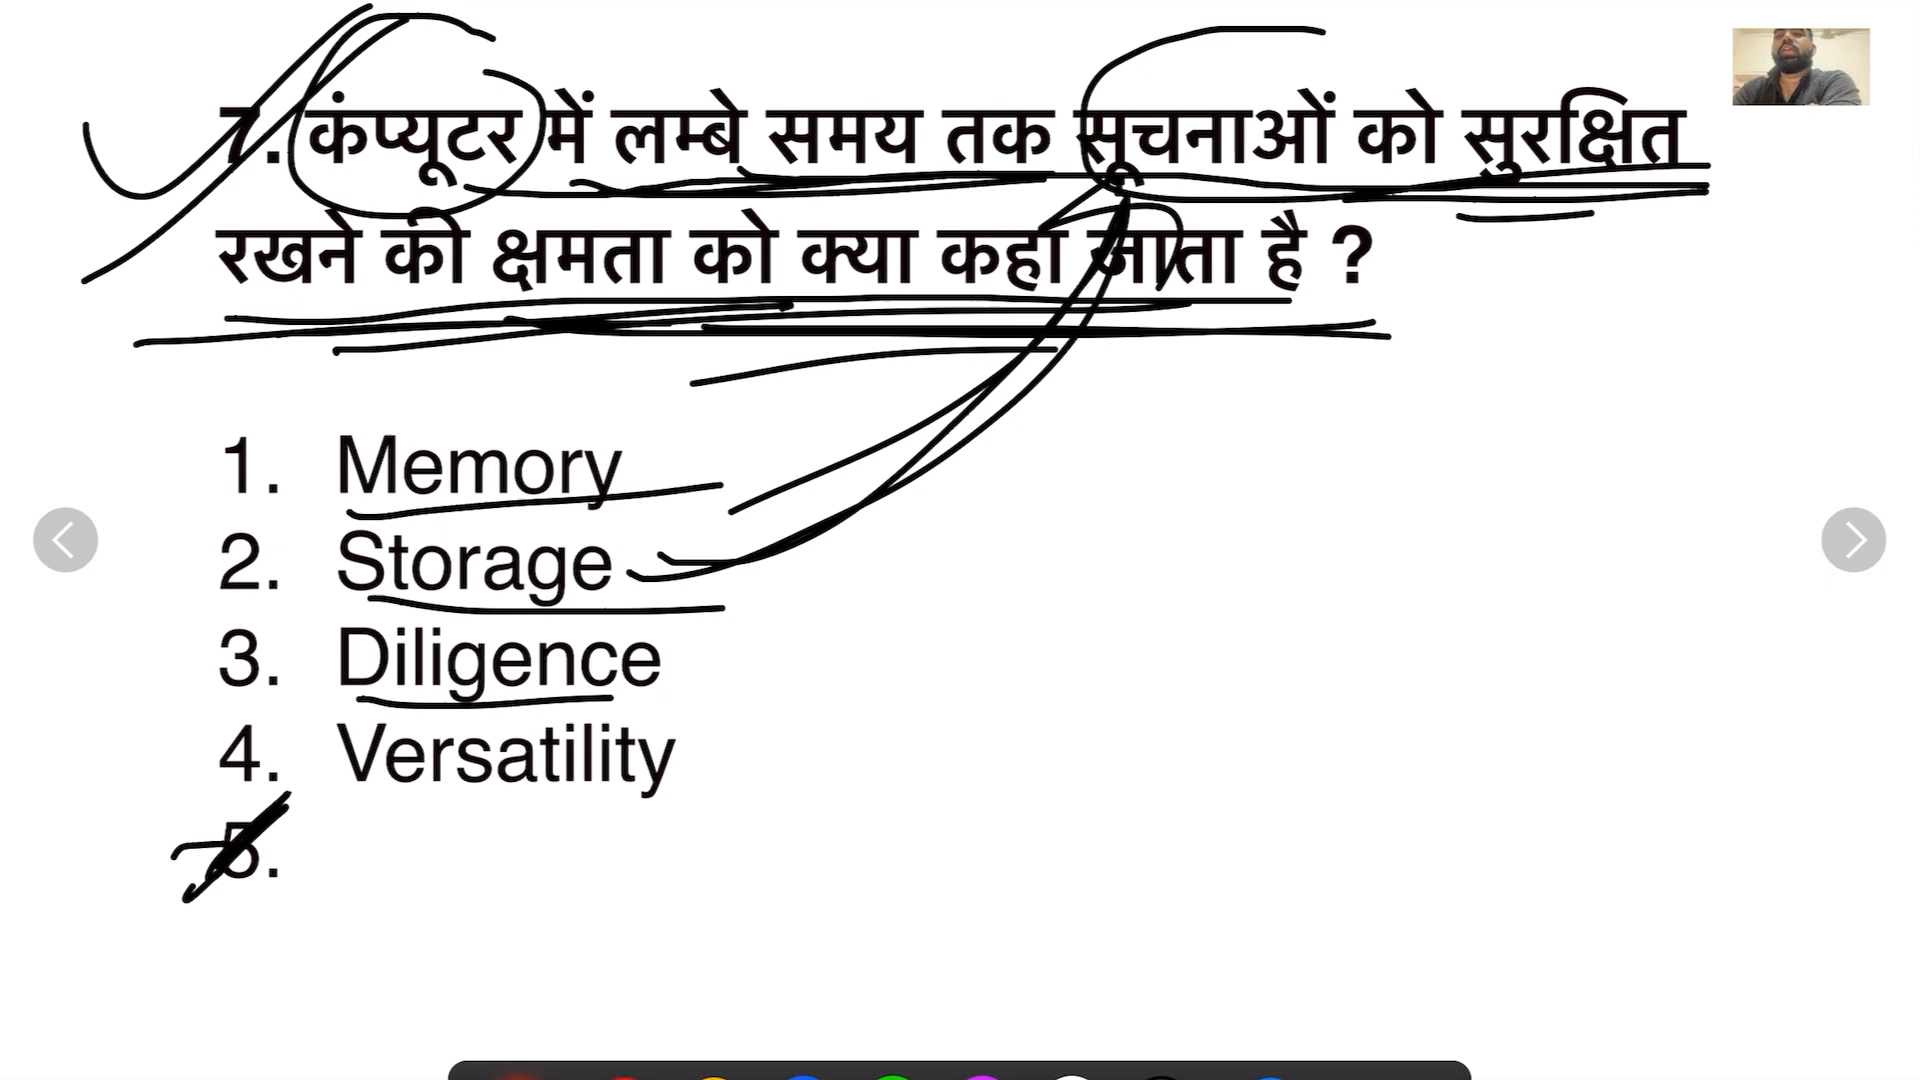 7. कंप्यूटर में लम्बे समय तक सूचनाओं को सुरक्षित
रखने की क्षमता को क्या कहा जाता है ?
1. Memory
2. Storage
3. Diligence
4. Versatility
5.